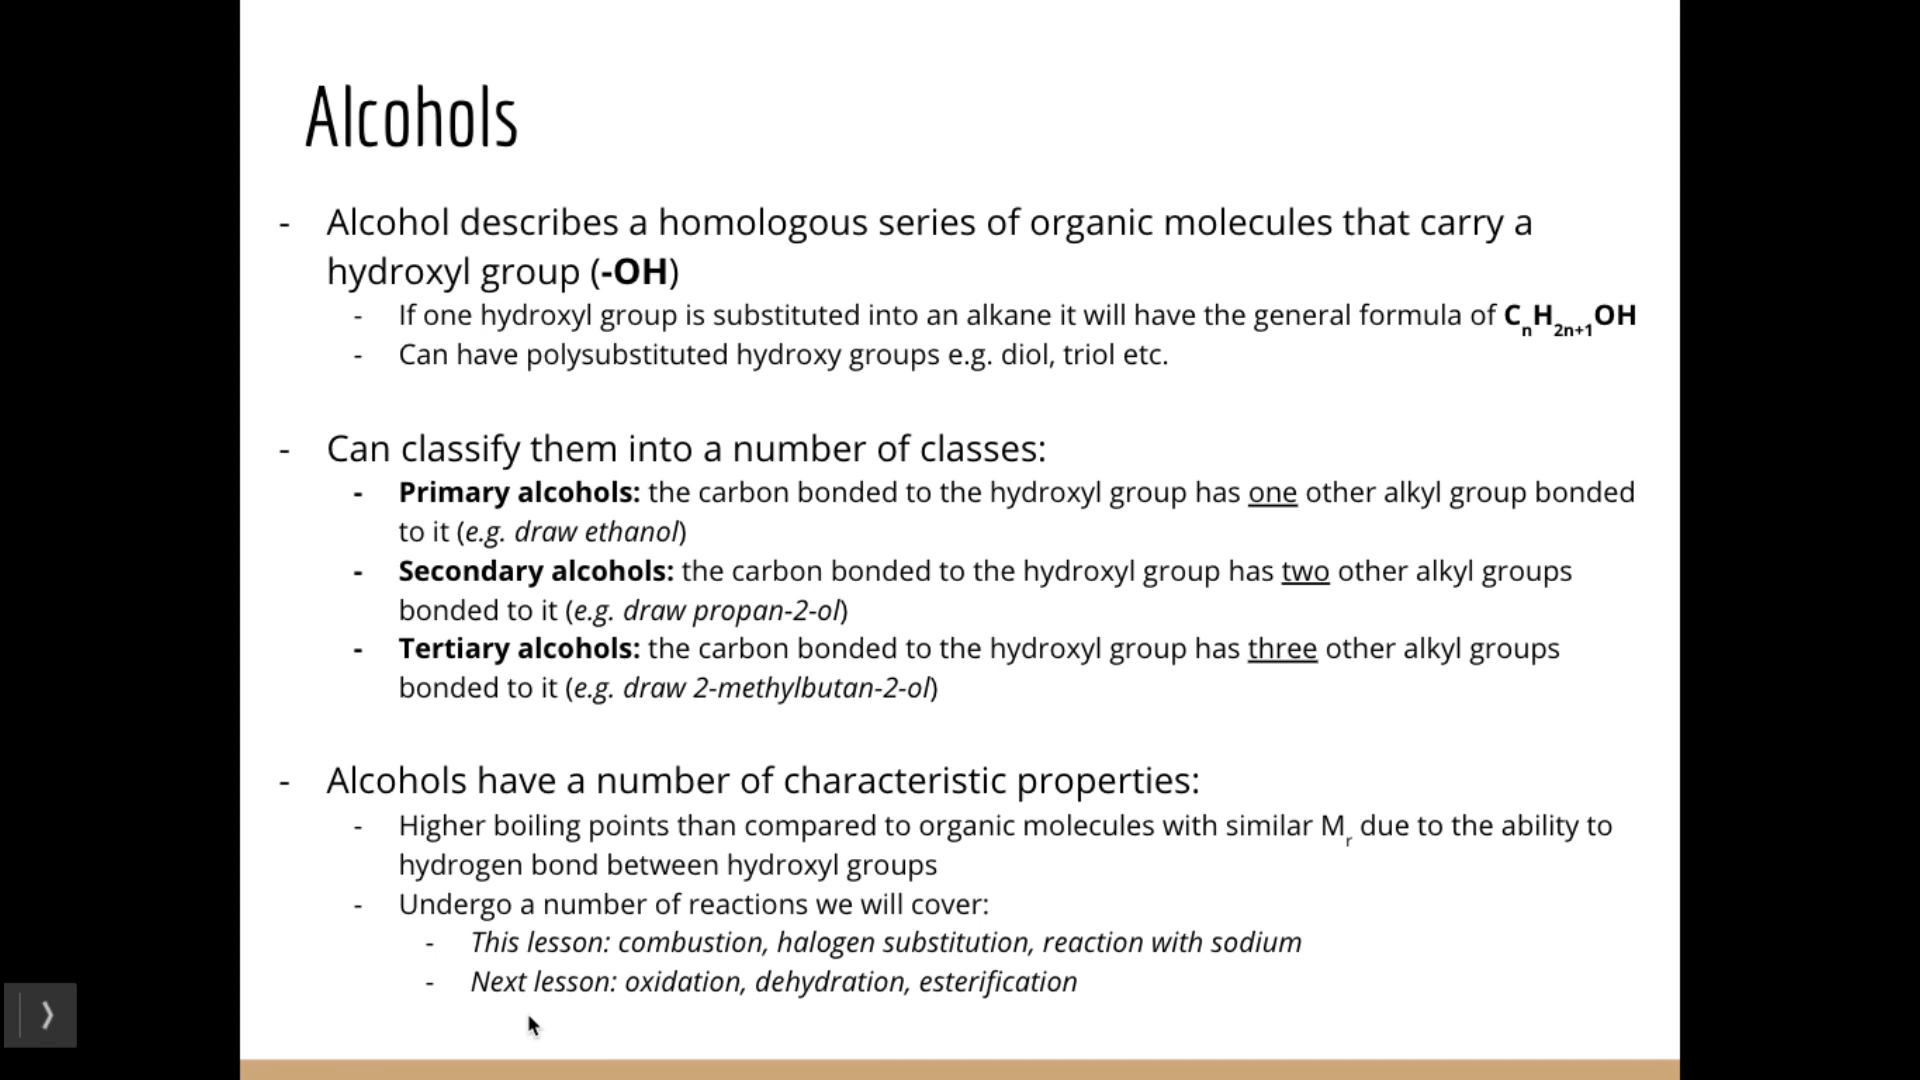 Alcohols
- Alcohol describes a homologous series of organic molecules that carry a
hydroxyl group (-OH)
- If one hydroxyl group is substituted into an alkane it will have the general formula of CnH2n+1OH
- Can have polysubstituted hydroxy groups e.g. diol, triol etc.
- Can classify them into a number of classes:
- Primary alcohols: the carbon bonded to the hydroxyl group has one other alkyl group bonded
to it (e.g. draw ethanol)
- Secondary alcohols: the carbon bonded to the hydroxyl group has two other alkyl groups
bonded to it (e.g. draw propan-2-ol)
- Tertiary alcohols: the carbon bonded to the hydroxyl group has three other alkyl groups
bonded to it (e.g. draw 2-methylbutan-2-ol)
- Alcohols have a number of characteristic properties:
- Higher boiling points than compared to organic molecules with similar Mr due to the ability to
hydrogen bond between hydroxyl groups
- Undergo a number of reactions we will cover:
- This lesson: combustion, halogen substitution, reaction with sodium
- Next lesson: oxidation, dehydration, esterification